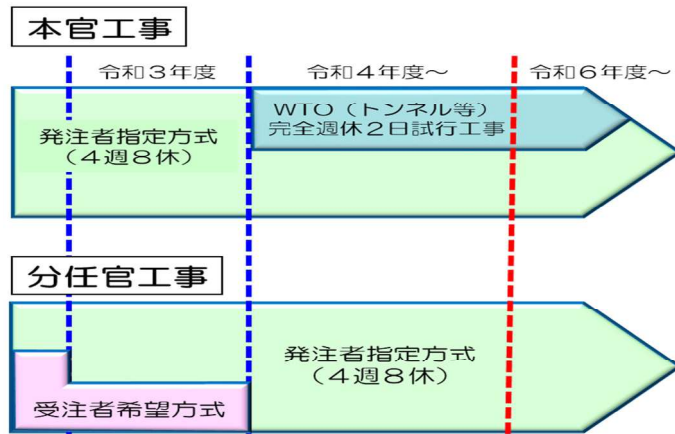 本官工事
令和３年度
令和４年度～
令和６年度～
WTO（トンネル等）
完全週休２日試行工事
発注者指定方式
（４週８休）
分任官工事
発注者指定方式
（４週８休）
受注者希望方式